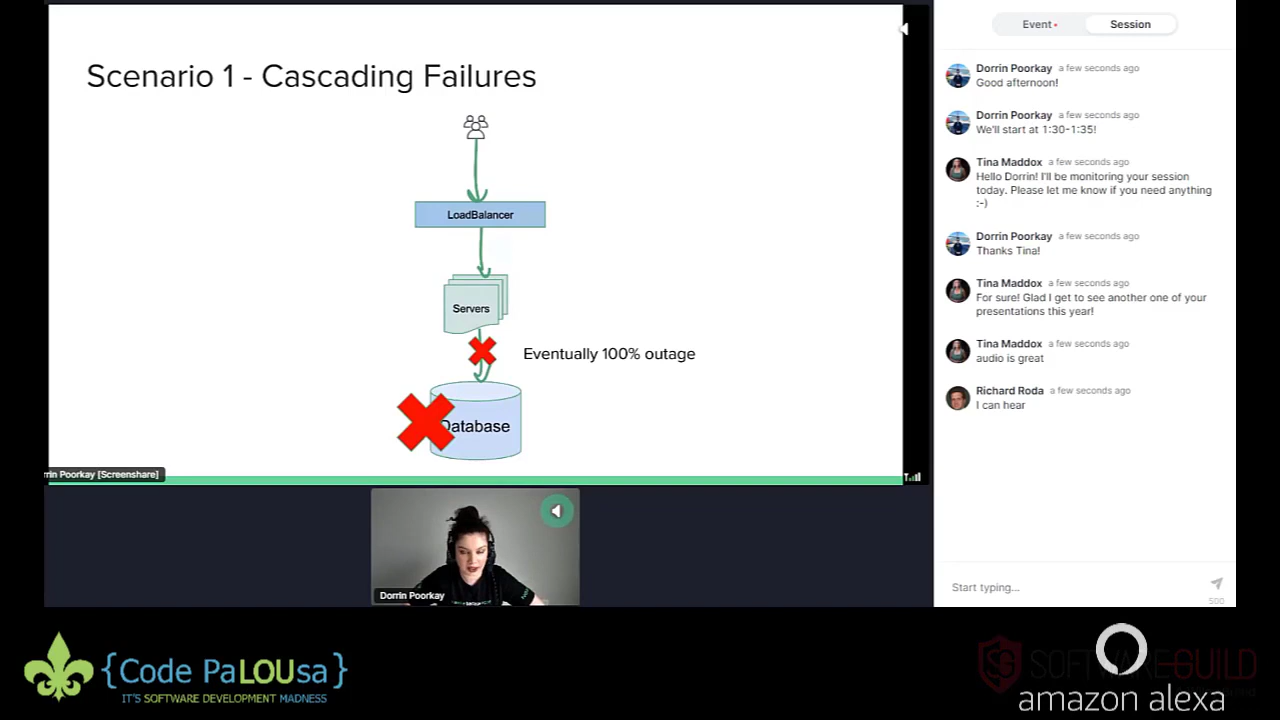 Scenario 1 - Cascading Failures
LoadBalancer
Servers
Eventually 100% outage
Database
rrin Poorkay [Screenshare]
Dorrin Poorkay
Event
Session
Dorrin Poorkay a few seconds ago
Good afternoon!
Dorrin Poorkay a few seconds ago
We'll start at 1:30-1:35!
Tina Maddox a few seconds ago
Hello Dorrin! I'll be monitoring your session
today. Please let me know if you need anything
:-)
Dorrin Poorkay a few seconds ago
Thanks Tina!
Tina Maddox a few seconds ago
For sure! Glad I get to see another one of your
presentations this year!
Tina Maddox a few seconds ago
audio is great
Richard Roda a few seconds ago
I can hear
Start typing...
500
{Code PaLOUsa}
IT'S SOFTWARE DEVELOPMENT MADNESS
SG SOFTWARE GUILD
amazon alexa